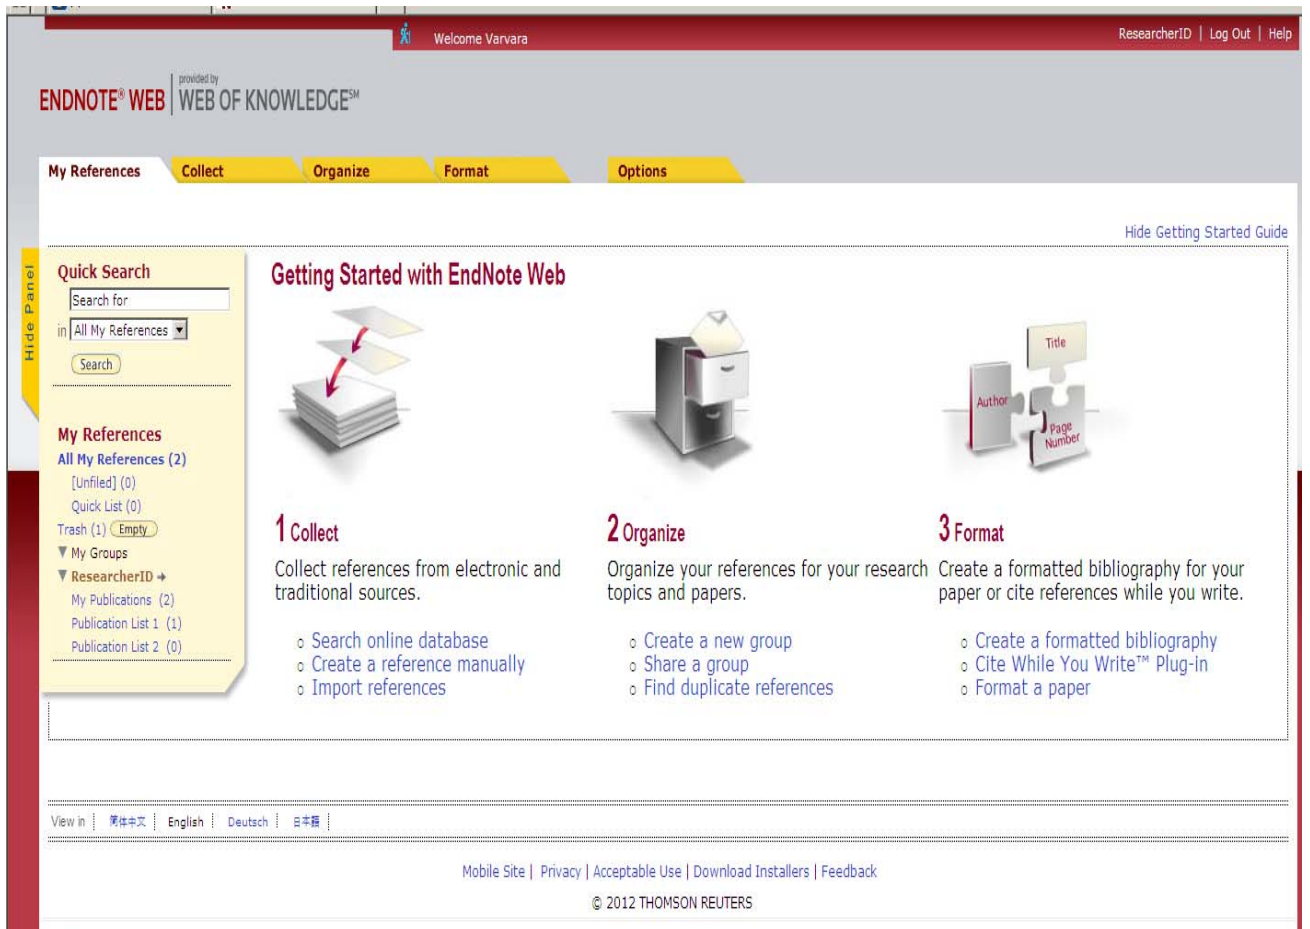 Welcome Varvara
ResearcherID | Log Out | Help
provided by
ENDNOTE® WEB | WEB OF KNOWLEDGE℠
My References
Collect
Organize
Format
Options
Hide Getting Started Guide
Hide Panel
Quick Search
Search for
in All My References
Search
My References
All My References (2)
[Unfiled] (0)
Quick List (0)
Trash (1) Empty
▼ My Groups
▼ ResearcherID →
My Publications (2)
Publication List 1 (1)
Publication List 2 (0)
Getting Started with EndNote Web
Title
Author
Page
Number
1 Collect
Collect references from electronic and
traditional sources.
o Search online database
o Create a reference manually
o Import references
2 Organize
Organize your references for your research
topics and papers.
o Create a new group
o Share a group
o Find duplicate references
3 Format
Create a formatted bibliography for your
paper or cite references while you write.
o Create a formatted bibliography
o Cite While You Write™ Plug-in
o Format a paper
View in | 简体中文 | English | Deutsch | 日本語 |
Mobile Site | Privacy | Acceptable Use | Download Installers | Feedback
© 2012 THOMSON REUTERS